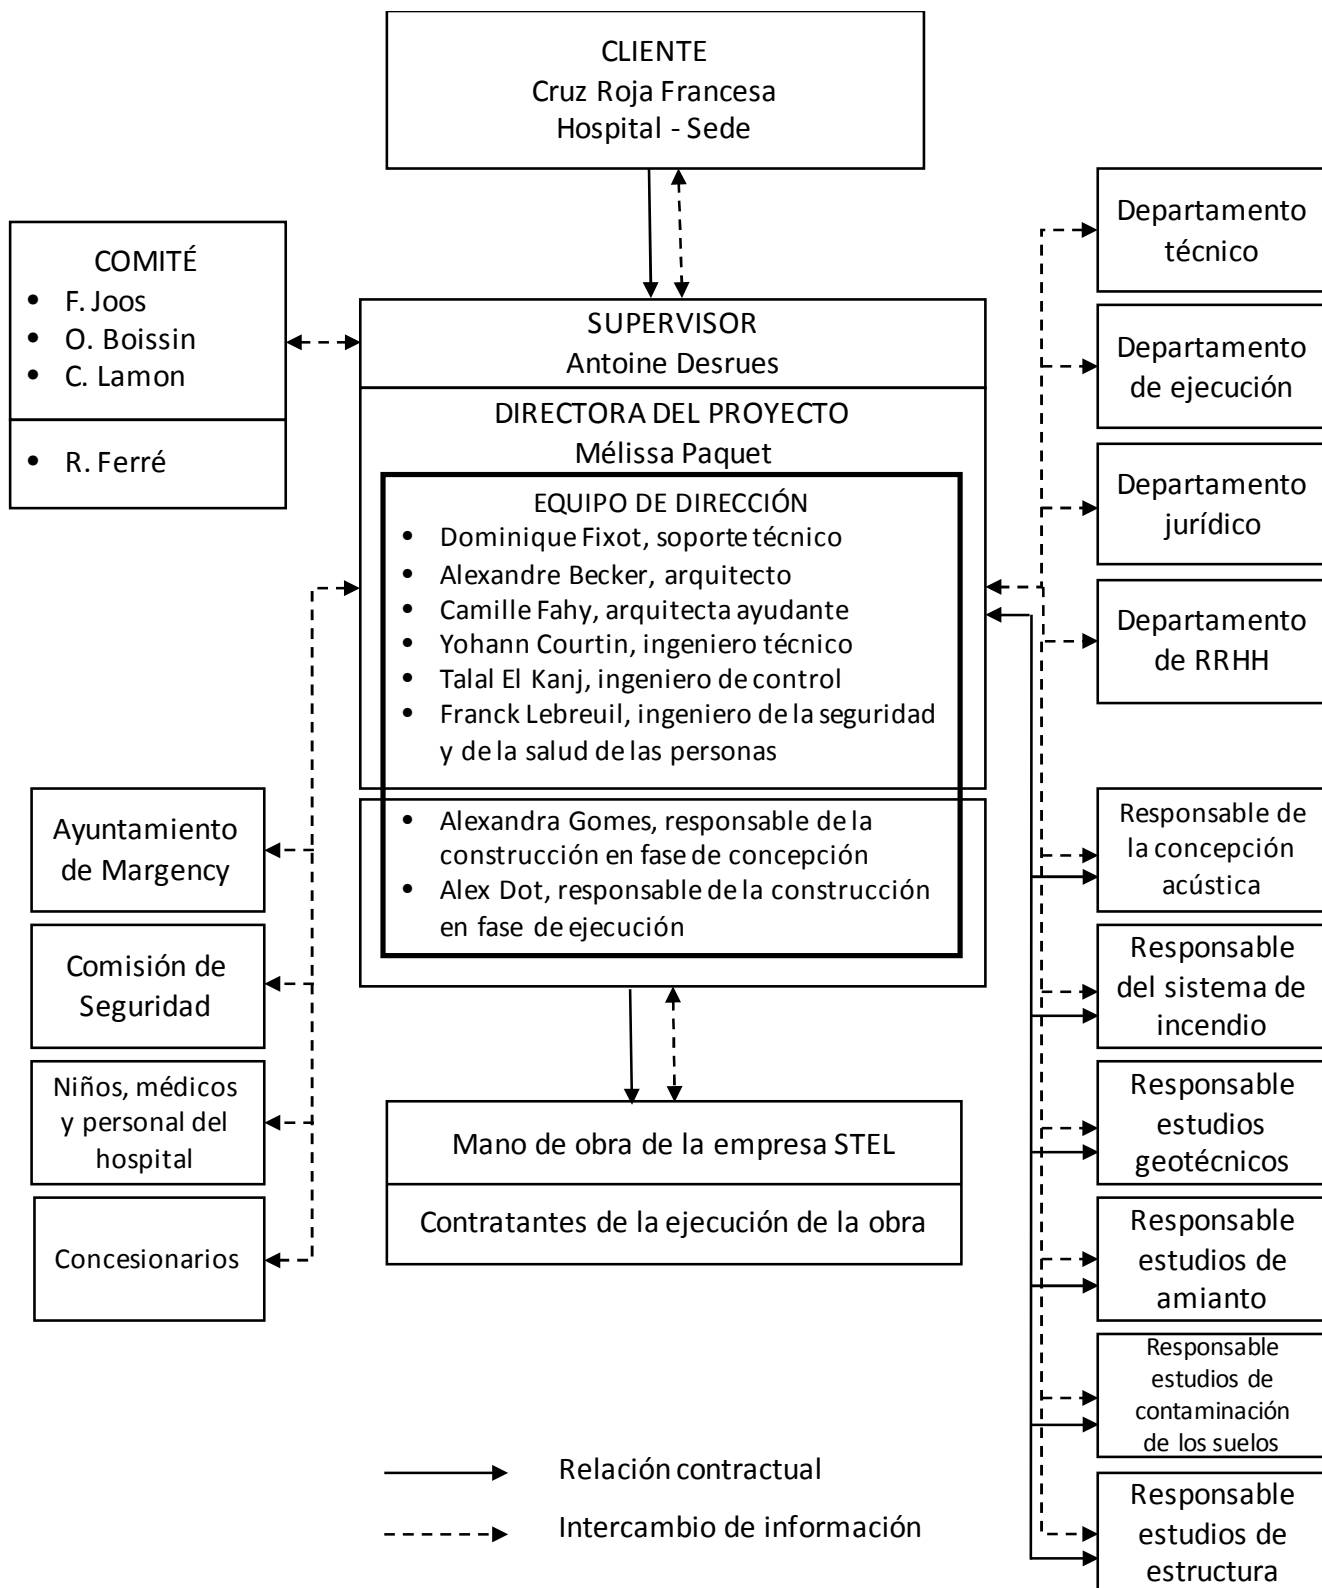 CLIENTE
Cruz Roja Francesa
Hospital - Sede
COMITÉ
• F. Joos
• O. Boissin
• C. Lamon
• R. Ferré
SUPERVISOR
Antoine Desrues
DIRECTORA DEL PROYECTO
Mélissa Paquet
EQUIPO DE DIRECCIÓN
• Dominique Fixot, soporte técnico
• Alexandre Becker, arquitecto
• Camille Fahy, arquitecta ayudante
• Yohann Courtin, ingeniero técnico
• Talal El Kanj, ingeniero de control
• Franck Lebreuil, ingeniero de la seguridad
y de la salud de las personas
• Alexandra Gomes, responsable de la
construcción en fase de concepción
• Alex Dot, responsable de la construcción
en fase de ejecución
Mano de obra de la empresa STEL
Contratantes de la ejecución de la obra
Ayuntamiento
de Margency
Comisión de
Seguridad
Niños, médicos
y personal del
hospital
Concesionarios
Departamento
técnico
Departamento
de ejecución
Departamento
jurídico
Departamento
de RRHH
Responsable de
la concepción
acústica
Responsable
del sistema de
incendio
Responsable
estudios
geotécnicos
Responsable
estudios de
amianto
Responsable
estudios de
contaminación
de los suelos
Responsable
estudios de
estructura
Relación contractual
Intercambio de información